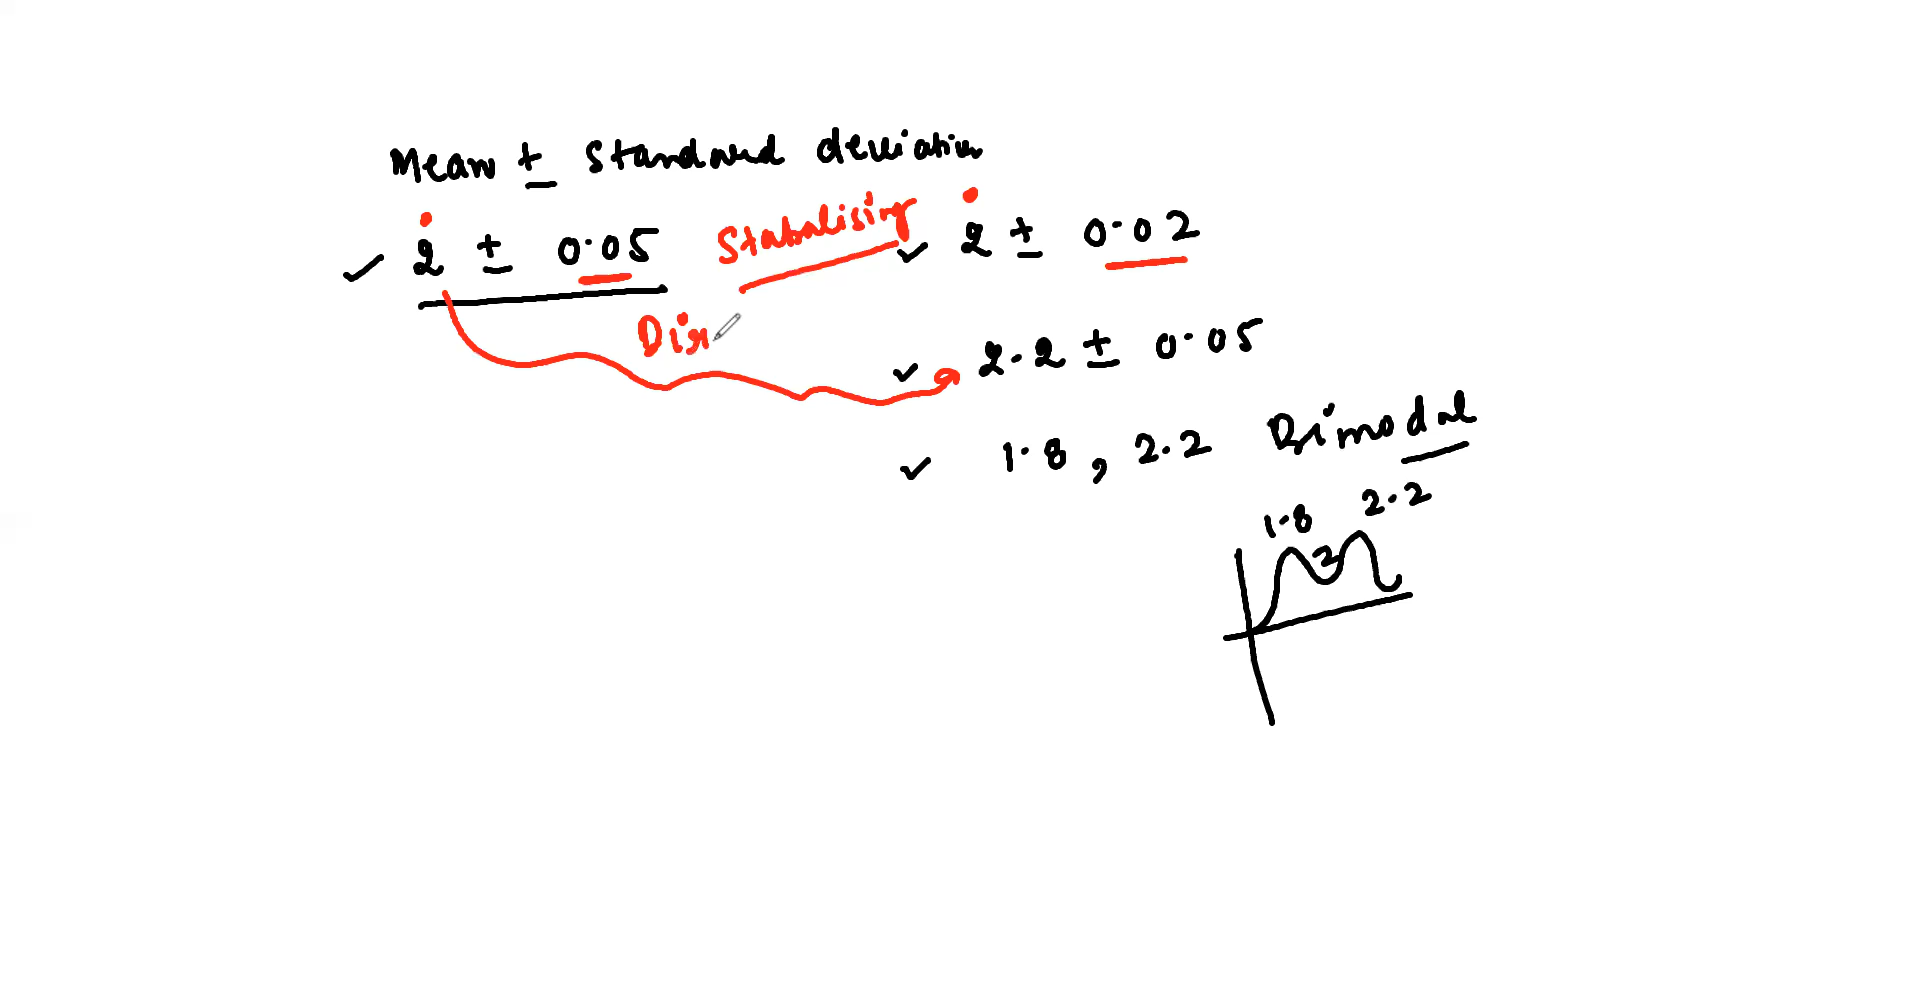 Mean ± Standard deviation
2 ± 0.05 Stabalising 2 ± 0.02
Dir
2.2 ± 0.05
1.8, 2.2 Bimodal
1.8 2.2
2